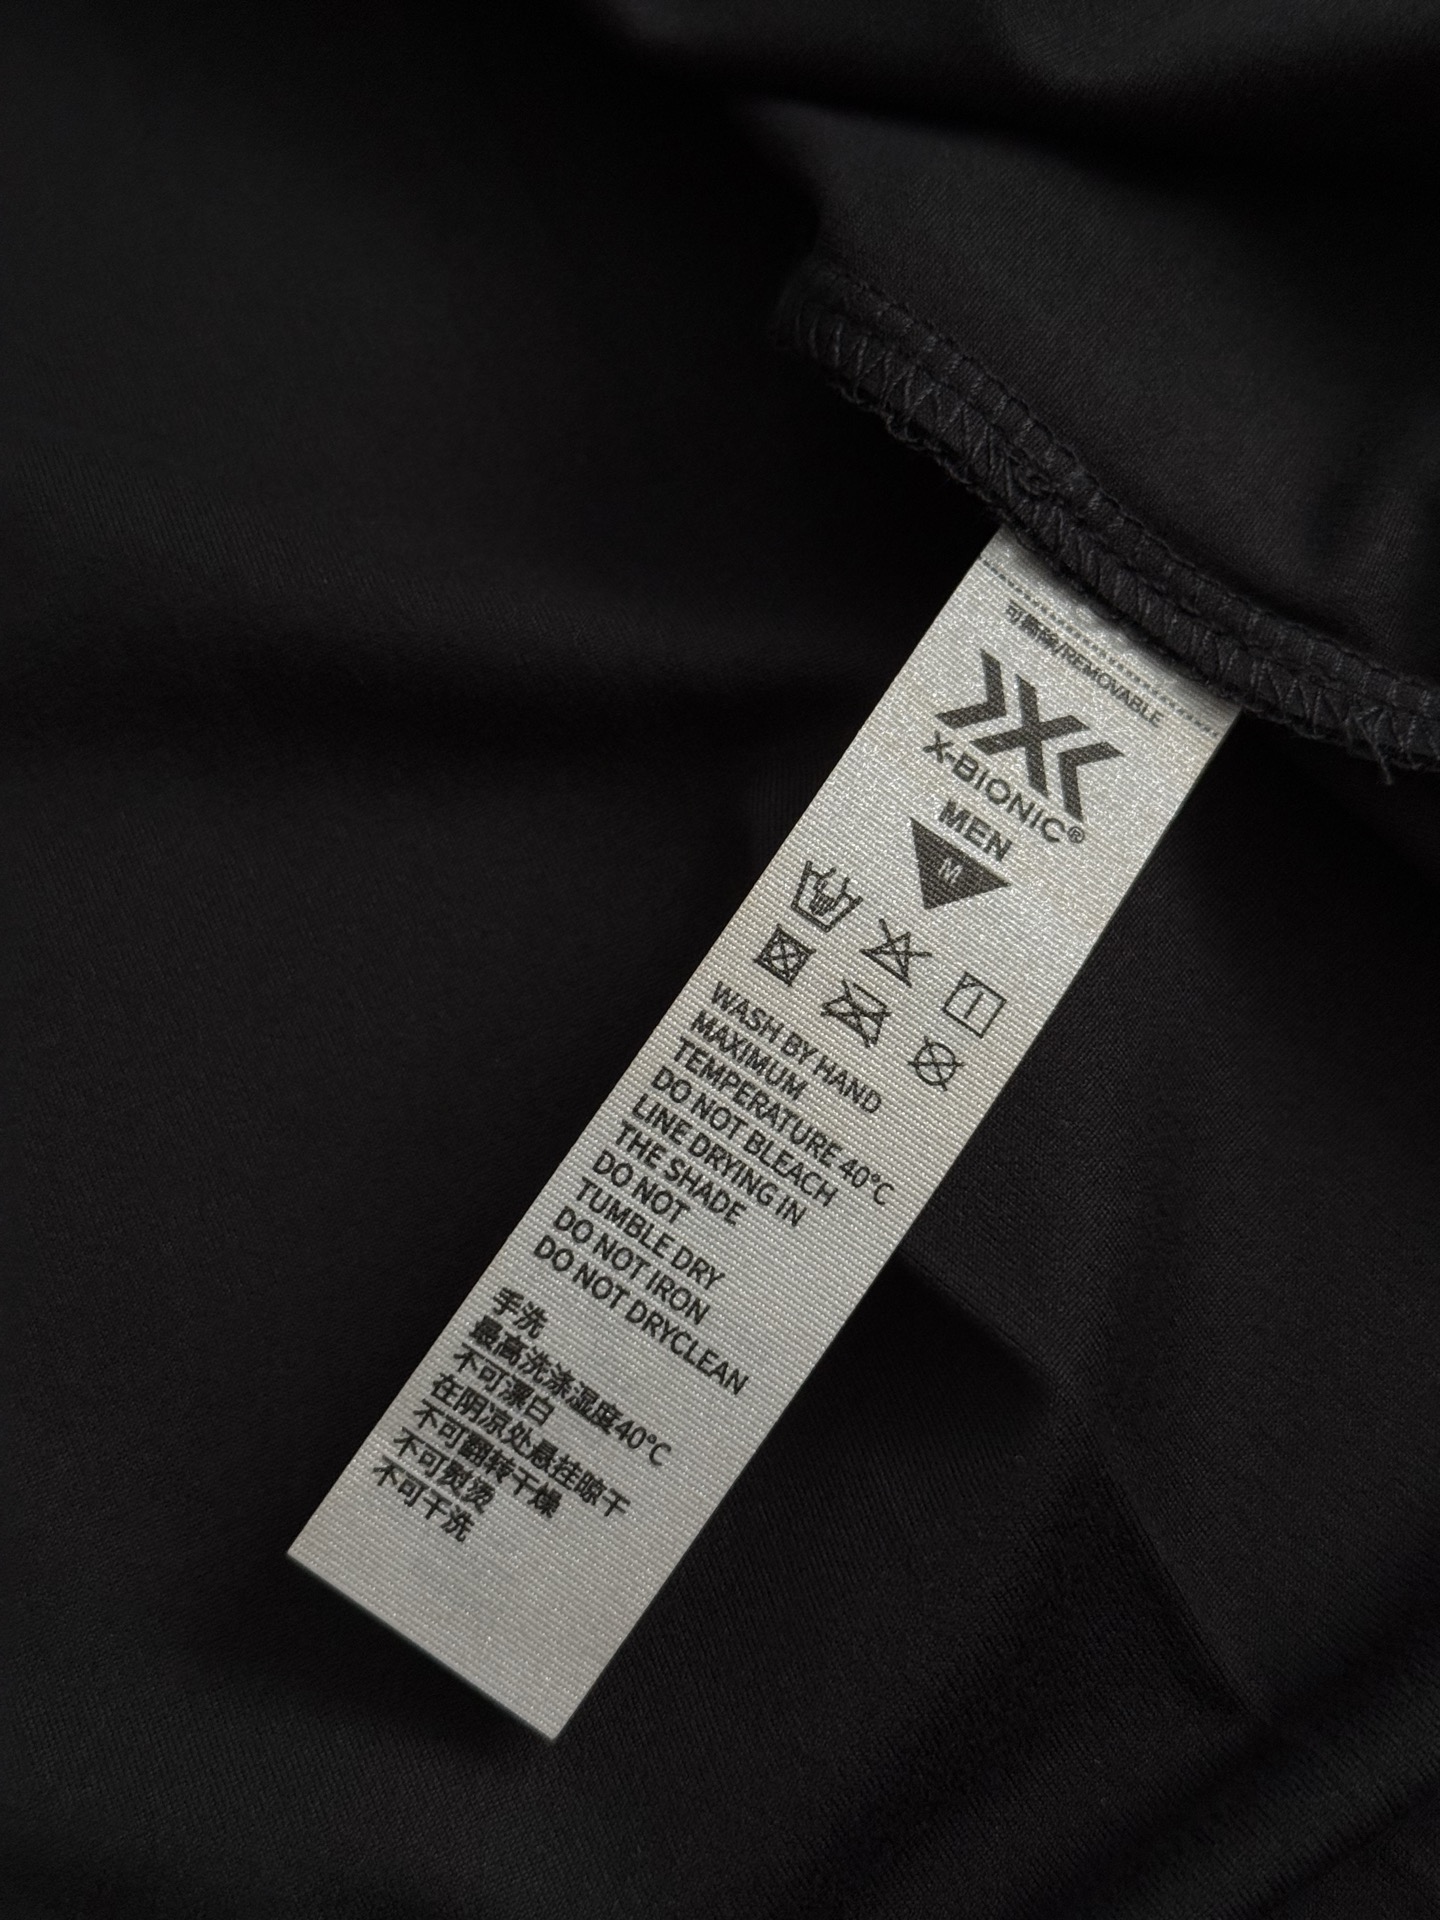 可拆除/REMOVABLE
X-BIONIC®
MEN
M
WASH BY HAND
MAXIMUM
TEMPERATURE 40°C
DO NOT BLEACH
LINE DRYING IN
THE SHADE
DO NOT
TUMBLE DRY
DO NOT IRON
DO NOT DRYCLEAN
手洗
最高洗涤湿度40°C
不可漂白
在阴凉处悬挂晾干
不可翻转干燥
不可熨烫
不可干洗